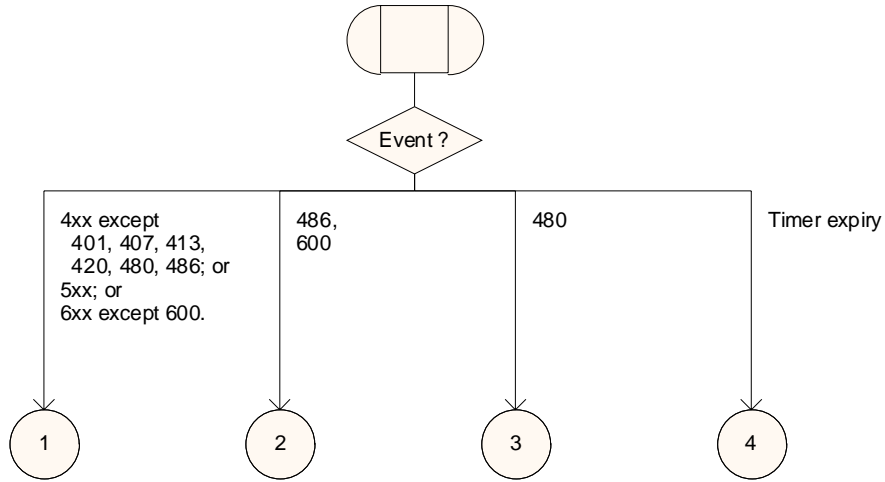 Event ?
4xx except
401, 407, 413,
420, 480, 486; or
5xx; or
6xx except 600.
486,
600
480
Timer expiry
1
2
3
4